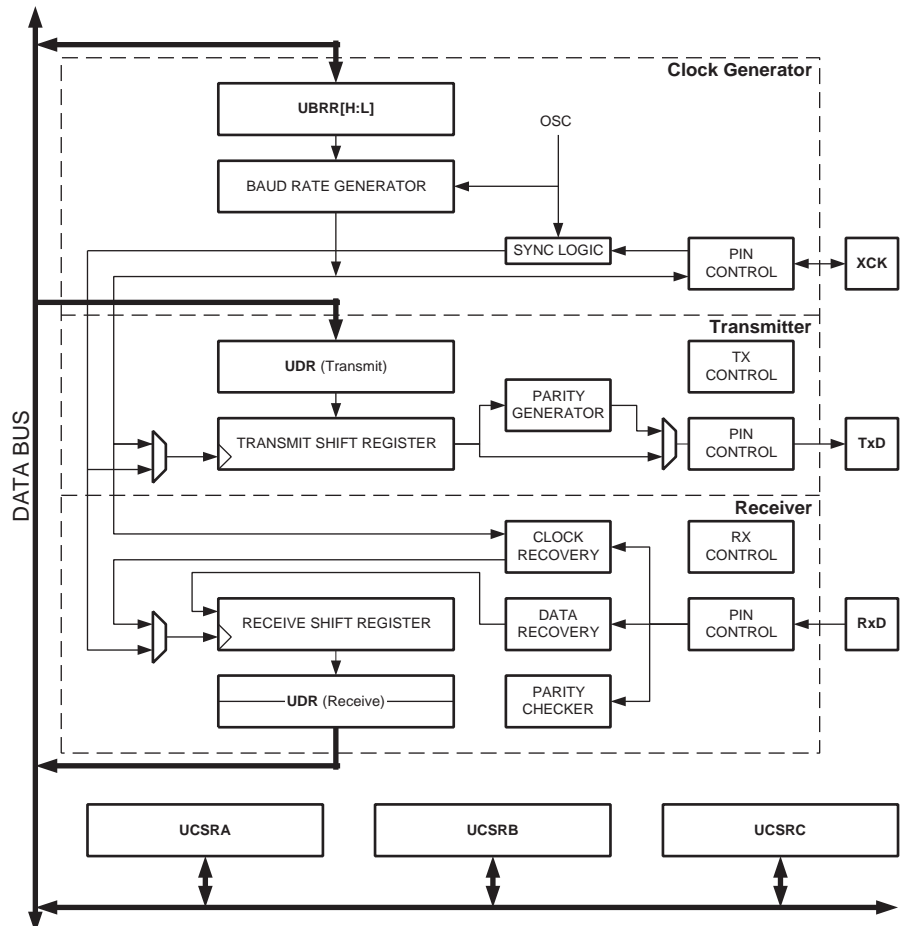 Clock Generator
UBRR[H:L]
OSC
BAUD RATE GENERATOR
SYNC LOGIC
PIN
CONTROL
XCK
DATA BUS
Transmitter
UDR (Transmit)
TX
CONTROL
PARITY
GENERATOR
TRANSMIT SHIFT REGISTER
PIN
CONTROL
TxD
Receiver
CLOCK
RECOVERY
RX
CONTROL
RECEIVE SHIFT REGISTER
DATA
RECOVERY
PIN
CONTROL
RxD
UDR (Receive)
PARITY
CHECKER
UCSRA
UCSRB
UCSRC